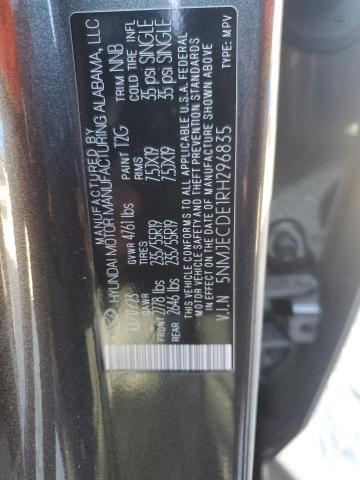 MANUFACTURED BY
HYUNDAI MOTOR MANUFACTURING ALABAMA, LLC
GVWR 4761 lbs PAINT T2G TRIM NNB
GAWR RIMS COLD TIRE INFL
FRONT 2778 lbs 235/55R19 7.5JX19 35 psi SINGLE
REAR 2646 lbs 235/55R19 7.5JX19 35 psi SINGLE
THIS VEHICLE CONFORMS TO ALL APPLICABLE U.S.A. FEDERAL
MOTOR VEHICLE SAFETY AND THEFT PREVENTION STANDARDS
IN EFFECT ON THE DATE OF MANUFACTURE SHOWN ABOVE
V.I.N 5NMJECDE1RH296835 TYPE: MPV